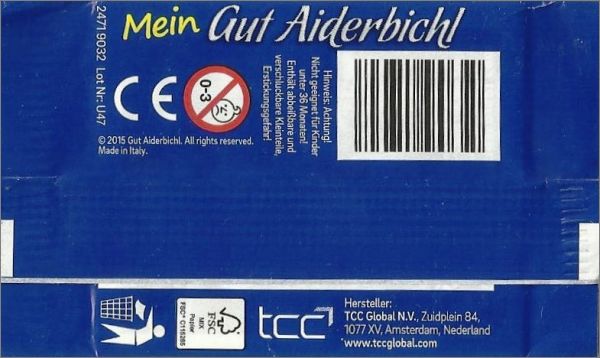 Mein Gut Aiderbichl
2471 9032 Lot Nr.: U47
CE
0-3
Hinweis: Achtung!
Nicht geeignet für Kinder
unter 36 Monaten!
Enthält abbeißbare und
verschluckbare Kleinteile,
Erstickungsgefahr!
© 2015 Gut Aiderbichl. All rights reserved.
Made in Italy.
FSC
MIX
Papier
FSC® C115285
tcc
Hersteller:
TCC Global N.V., Zuidplein 84,
1077 XV, Amsterdam, Nederland
www.tccglobal.com